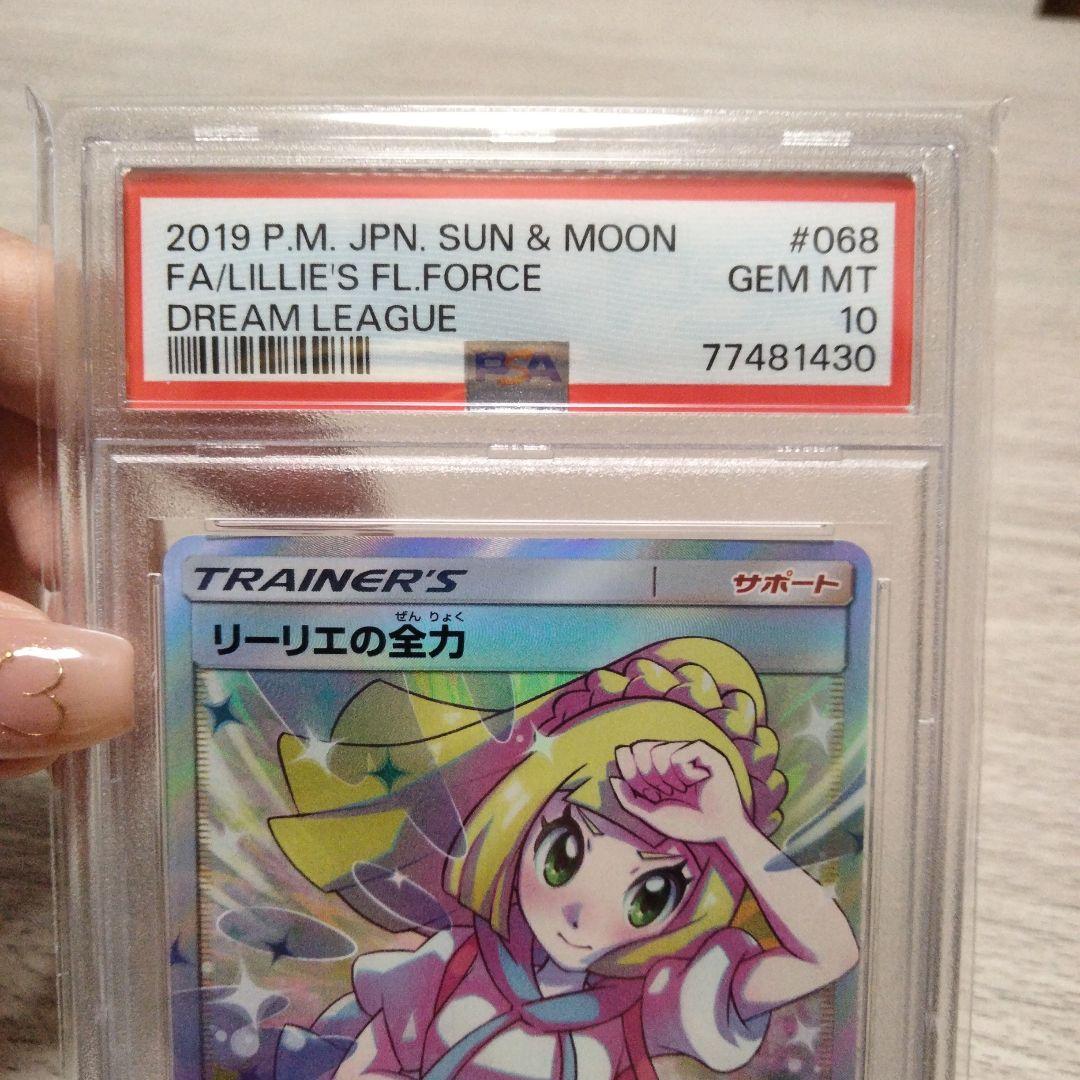 2019 P.M. JPN. SUN & MOON #068
FA/LILLIE'S FL.FORCE GEM MT
DREAM LEAGUE 10
77481430
PSA
TRAINER'S サポート
ぜんりょく
リーリエの全力